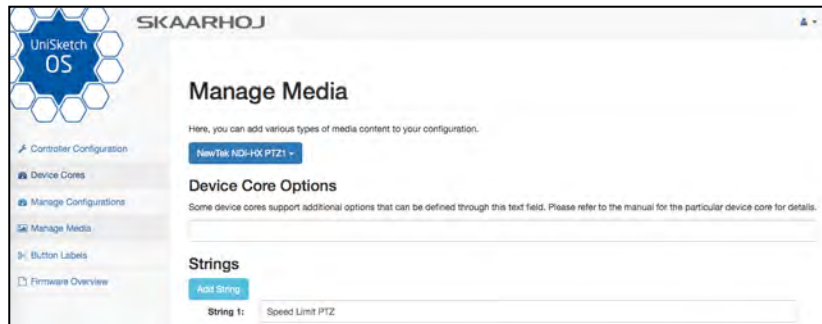 SKAARHOJ
UniSketch
OS
Manage Media
Here, you can add various types of media content to your configuration.
NewTek NDI-HX PTZ1
Controller Configuration
Device Cores
Manage Configurations
Manage Media
Button Labels
Firmware Overview
Device Core Options
Some device cores support additional options that can be defined through this text field. Please refer to the manual for the particular device core for details.
Strings
Add String
String 1: Speed Limit PTZ